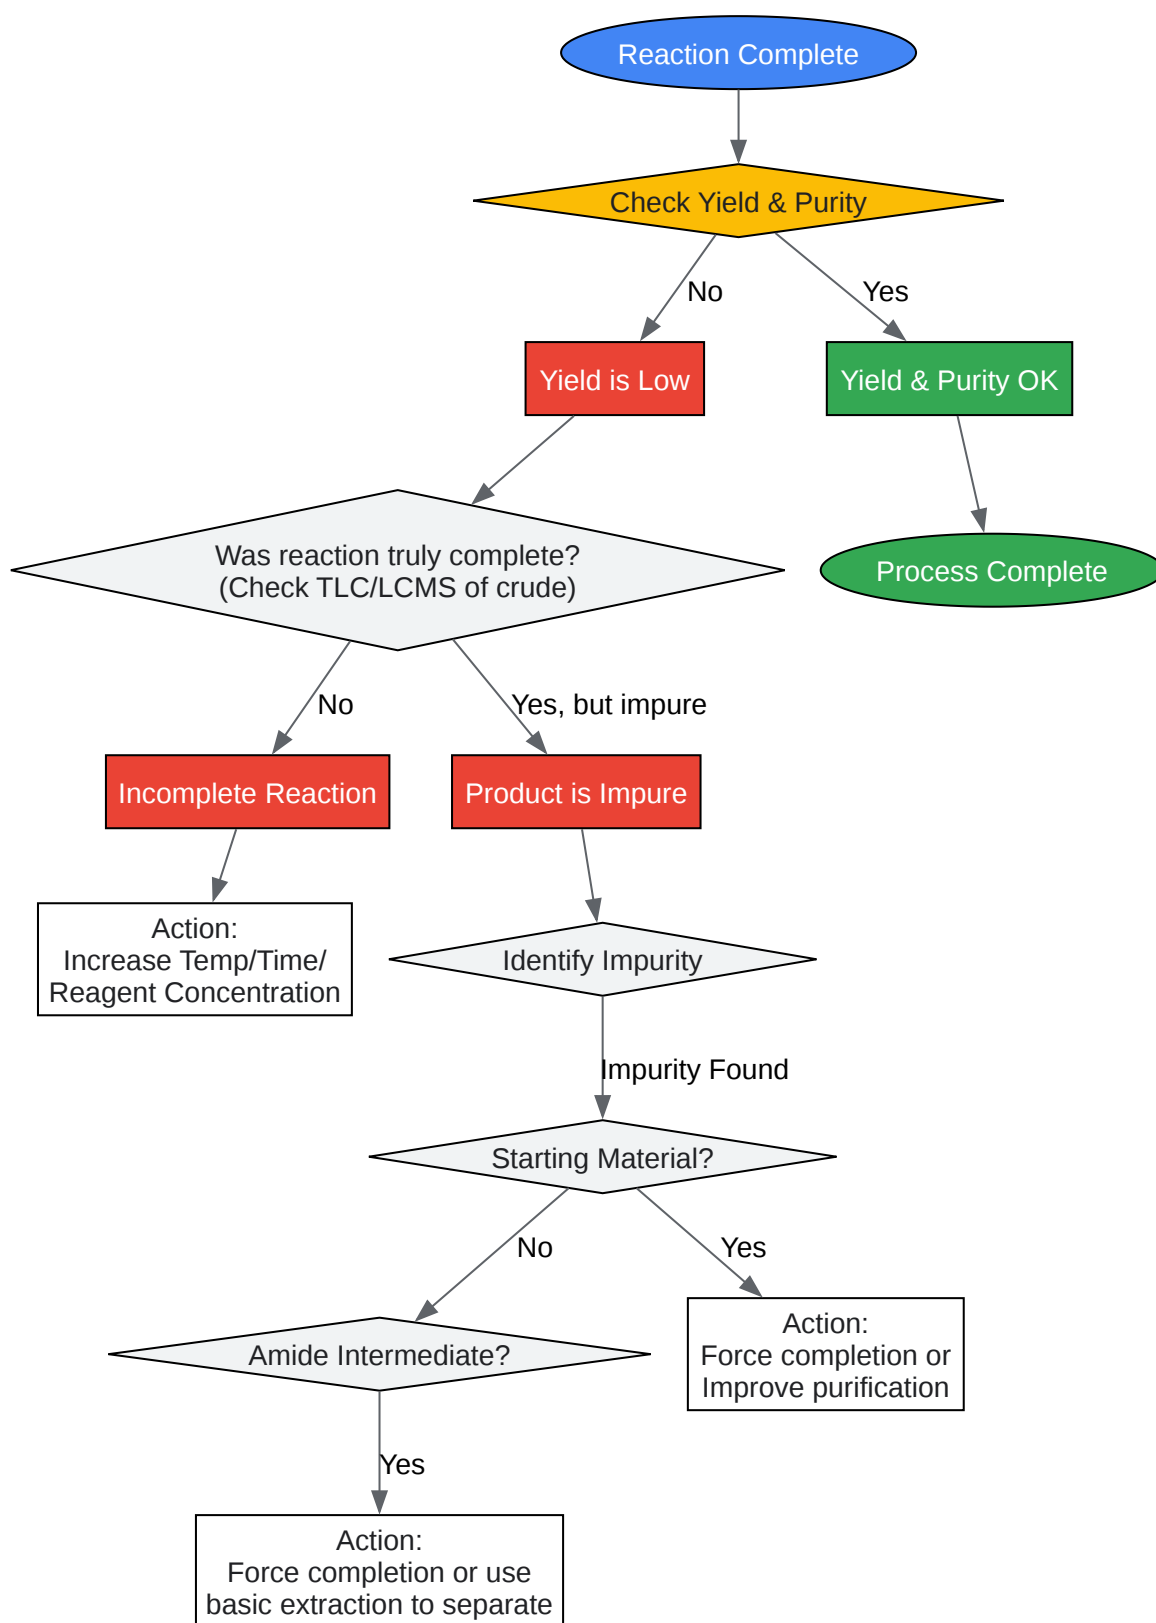 Reaction Complete
Check Yield & Purity
No
Yes
Yield is Low
Yield & Purity OK
Was reaction truly complete?
(Check TLC/LCMS of crude)
Process Complete
No
Yes, but impure
Incomplete Reaction
Product is Impure
Action:
Increase Temp/Time/
Reagent Concentration
Identify Impurity
Impurity Found
Starting Material?
No
Yes
Action:
Force completion or
Improve purification
Amide Intermediate?
Yes
Action:
Force completion or use
basic extraction to separate